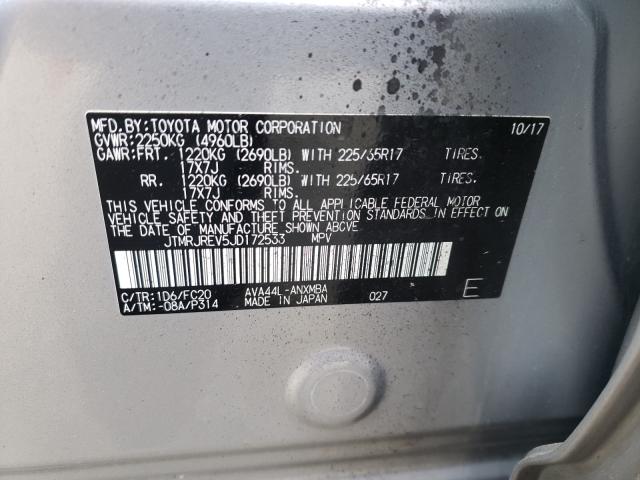 MFD.BY:TOYOTA MOTOR CORPORATION 10/17
GVWR:2250KG (4960LB)
GAWR:FRT. 1220KG (2690LB) WITH 225/65R17 TIRES.
17X7J RIMS.
RR. 1220KG (2690LB) WITH 225/65R17 TIRES.
17X7J RIMS.
THIS VEHICLE CONFORMS TO ALL APPLICABLE FEDERAL MOTOR
VEHICLE SAFETY AND THEFT PREVENTION STANDARDS IN EFFECT ON
THE DATE OF MANUFACTURE SHOWN ABOVE.
JTMRJREV5JD172533 MPV
C/TR:1D6/FC20 AVA44L-ANXMBA
A/TM:-08A/P314 MADE IN JAPAN 027 E